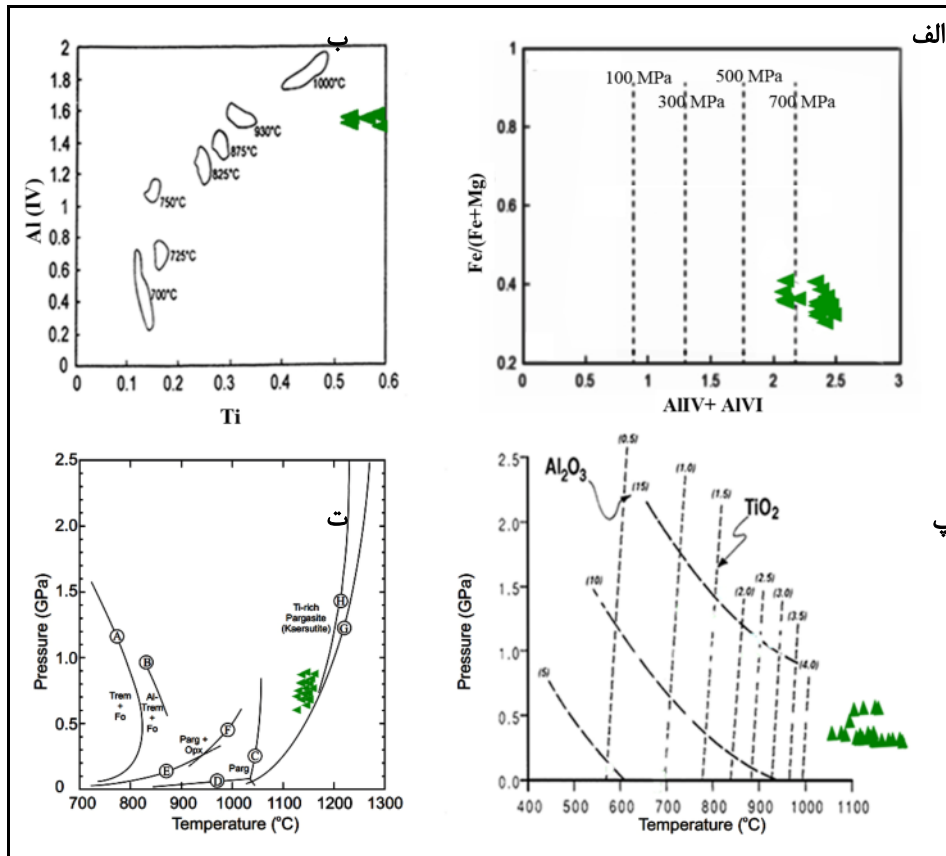 الف
1
0.8
0.6
0.4
0.2
Fe/(Fe+Mg)
100 MPa
300 MPa
500 MPa
700 MPa
0 0.5 1 1.5 2 2.5 3
AlIV+ AlVI
ب
2
1.8
1.6
1.4
1.2
1
0.8
0.6
0.4
0.2
0
Al (IV)
1000°C
930°C
875°C
825°C
750°C
725°C
700°C
0 0.1 0.2 0.3 0.4 0.5 0.6
Ti
پ
2.5
2.0
1.5
1.0
0.5
0.0
Pressure (GPa)
Al2O3
TiO2
(0.5)
(1.0)
(1.5)
(2.0)
(2.5)
(3.0)
(3.5)
(4.0)
(15)
(10)
(5)
400 500 600 700 800 900 1000 1100
Temperature (°C)
ت
2.5
2.0
1.5
1.0
0.5
0
Pressure (GPa)
A
B
H
G
Ti-rich
Pargasite
(Kaersutite)
Trem
+
Fo
Al-
Trem
+
Fo
F
Parg +
Opx
E
Parg
C
D
700 800 900 1000 1100 1200 1300
Temperature (°C)